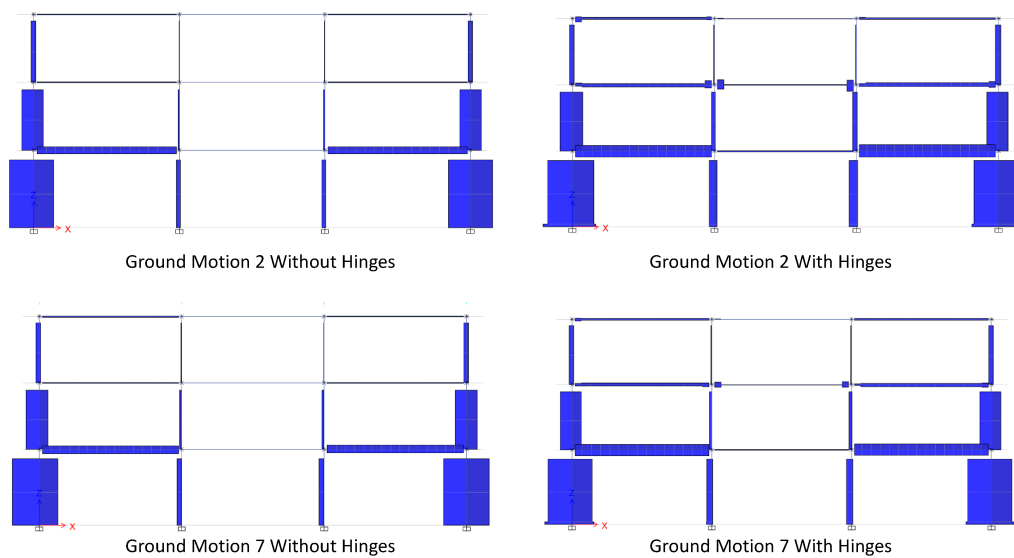 Z
X
Z
X
Ground Motion 2 Without Hinges
Ground Motion 2 With Hinges
Z
X
Z
X
Ground Motion 7 Without Hinges
Ground Motion 7 With Hinges